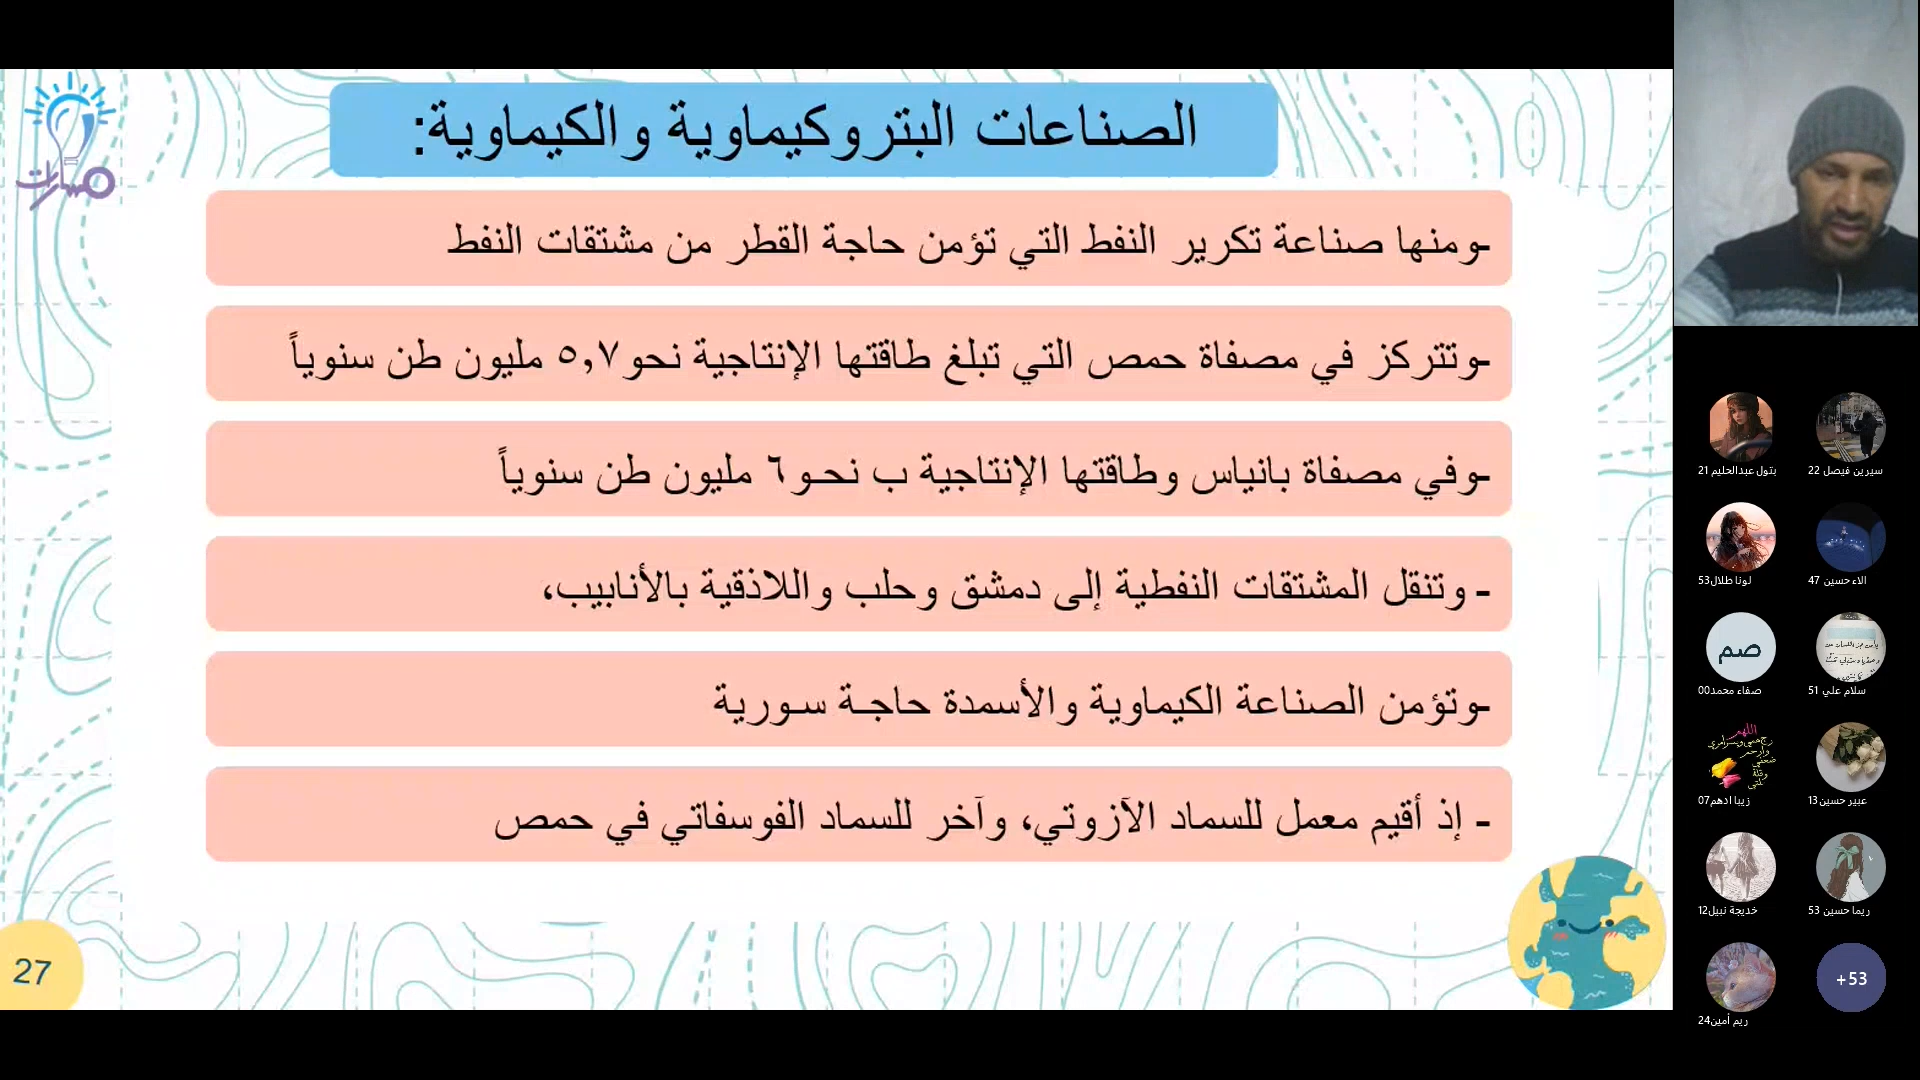 الصناعات البتروكيماوية والكيماوية:
مهارات
-ومنها صناعة تكرير النفط التي تؤمن حاجة القطر من مشتقات النفط
-وتتركز في مصفاة حمص التي تبلغ طاقتها الإنتاجية نحو٥,٧ مليون طن سنوياً
-وفي مصفاة بانياس وطاقتها الإنتاجية ب نحو٦ مليون طن سنوياً
- وتنقل المشتقات النفطية إلى دمشق وحلب واللاذقية بالأنابيب،
-وتؤمن الصناعة الكيماوية والأسمدة حاجة سورية
- إذ أقيم معمل للسماد الآزوتي، وآخر للسماد الفوسفاتي في حمص
27
سيرين فيصل 22
بتول عبدالحليم 21
الاء حسين 47
لونا طلال53
سلام علي 51
صم
صفاء محمد00
عبير حسين13
اللهم
زيبا ادهم07
ريما حسين 53
خديجة نبيل12
+53
ريم أمين24